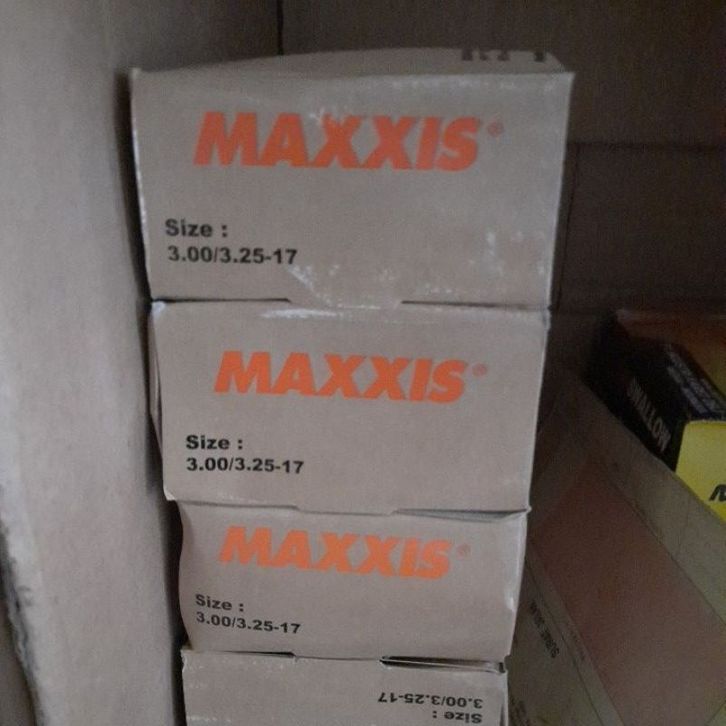 MAXXIS®
Size :
3.00/3.25-17
MAXXIS®
Size :
3.00/3.25-17
MAXXIS®
Size :
3.00/3.25-17
Size :
3.00/3.25-17
SWALLOW